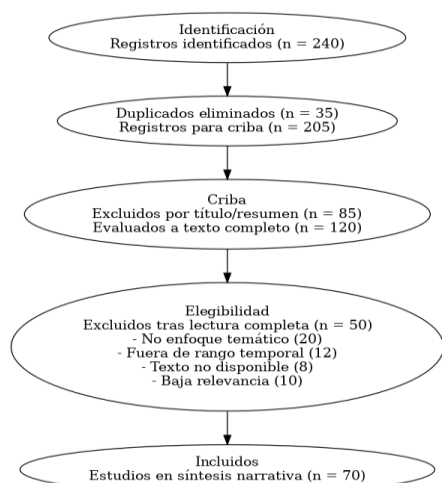 Identificación
Registros identificados (n = 240)
Duplicados eliminados (n = 35)
Registros para criba (n = 205)
Criba
Excluidos por título/resumen (n = 85)
Evaluados a texto completo (n = 120)
Elegibilidad
Excluidos tras lectura completa (n = 50)
- No enfoque temático (20)
- Fuera de rango temporal (12)
- Texto no disponible (8)
- Baja relevancia (10)
Incluidos
Estudios en síntesis narrativa (n = 70)